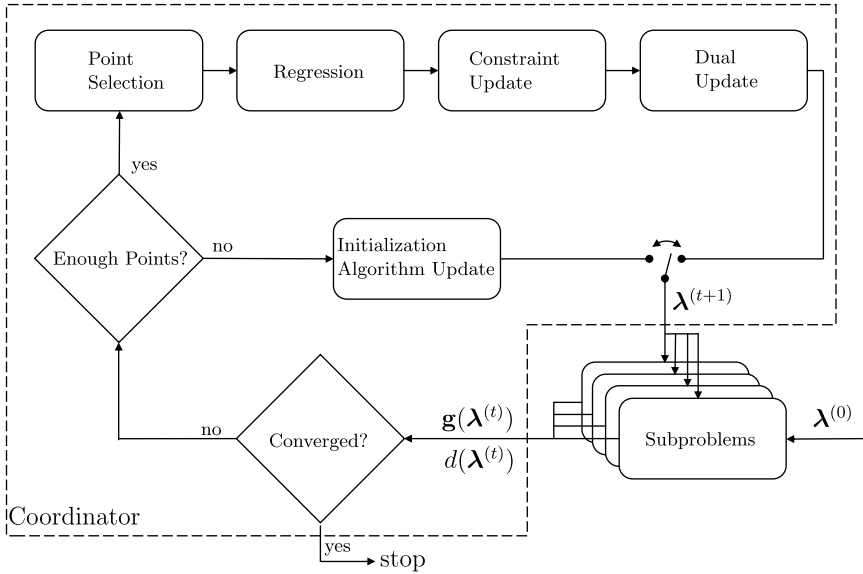 Point
Selection
Regression
Constraint
Update
Dual
Update
yes
Enough Points?
no
Initialization
Algorithm Update
λ^(t+1)
Converged?
no
g(λ^(t))
d(λ^(t))
Subproblems
λ^(0)
Coordinator
yes
stop